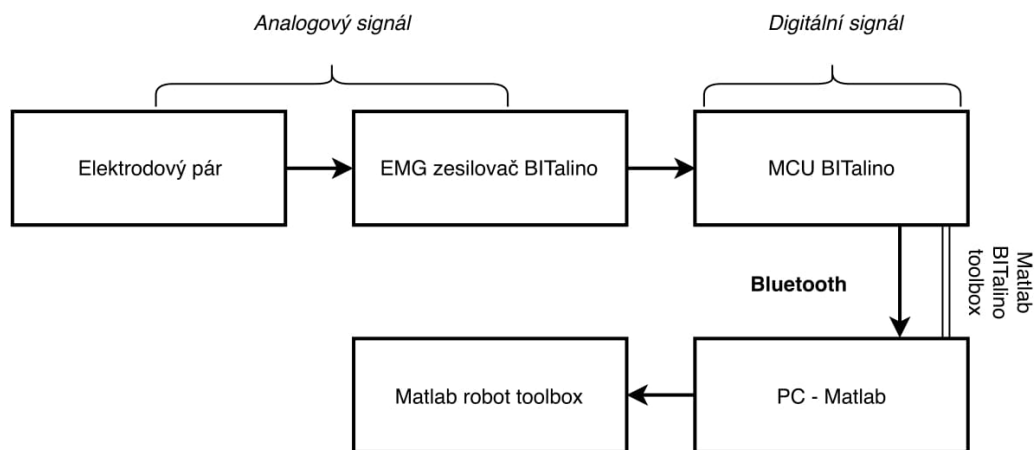 Analogový signál
Digitální signál
Elektrodový pár
EMG zesilovač BITalino
MCU BITalino
Bluetooth
Matlab
BITalino
toolbox
Matlab robot toolbox
PC - Matlab